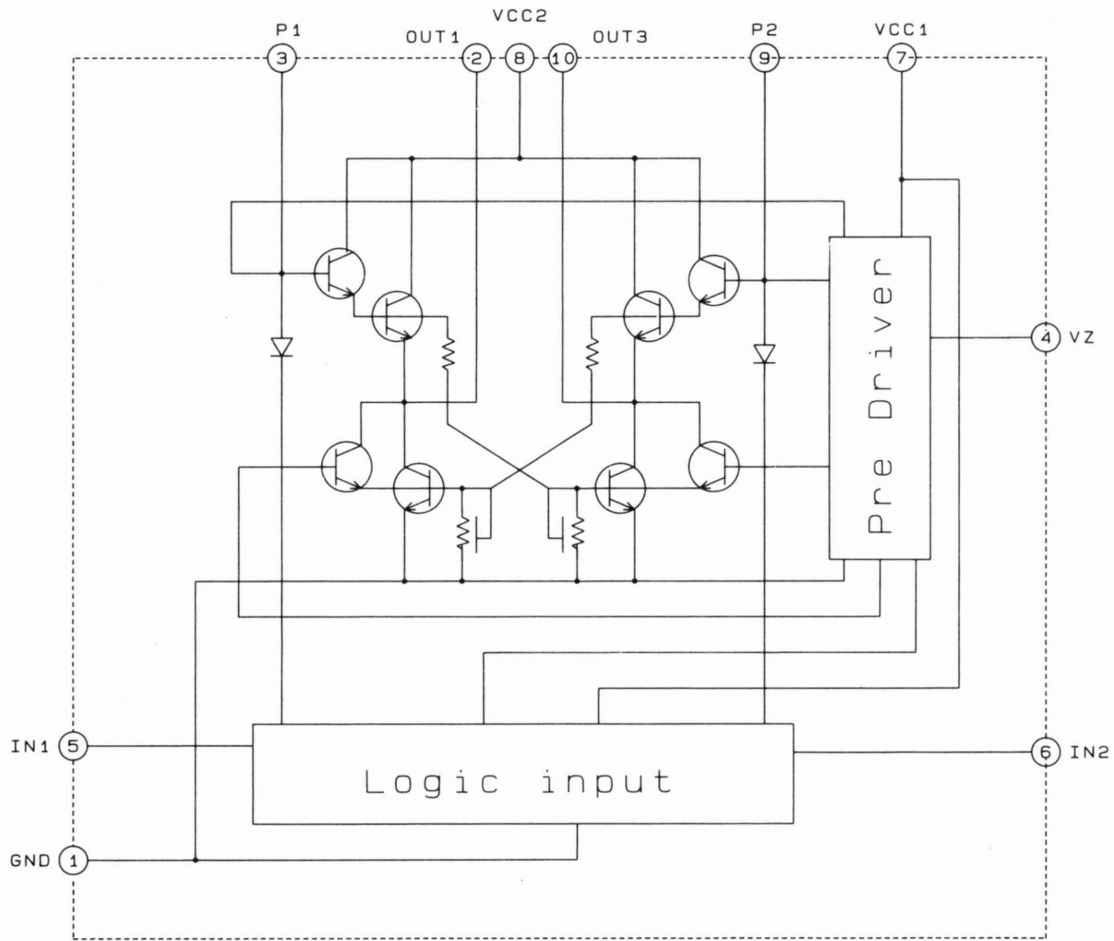 P1
OUT1
VCC2
OUT3
P2
VCC1
3
2
8
10
9
7
Pre Driver
4 VZ
IN1 5
6 IN2
Logic input
GND 1